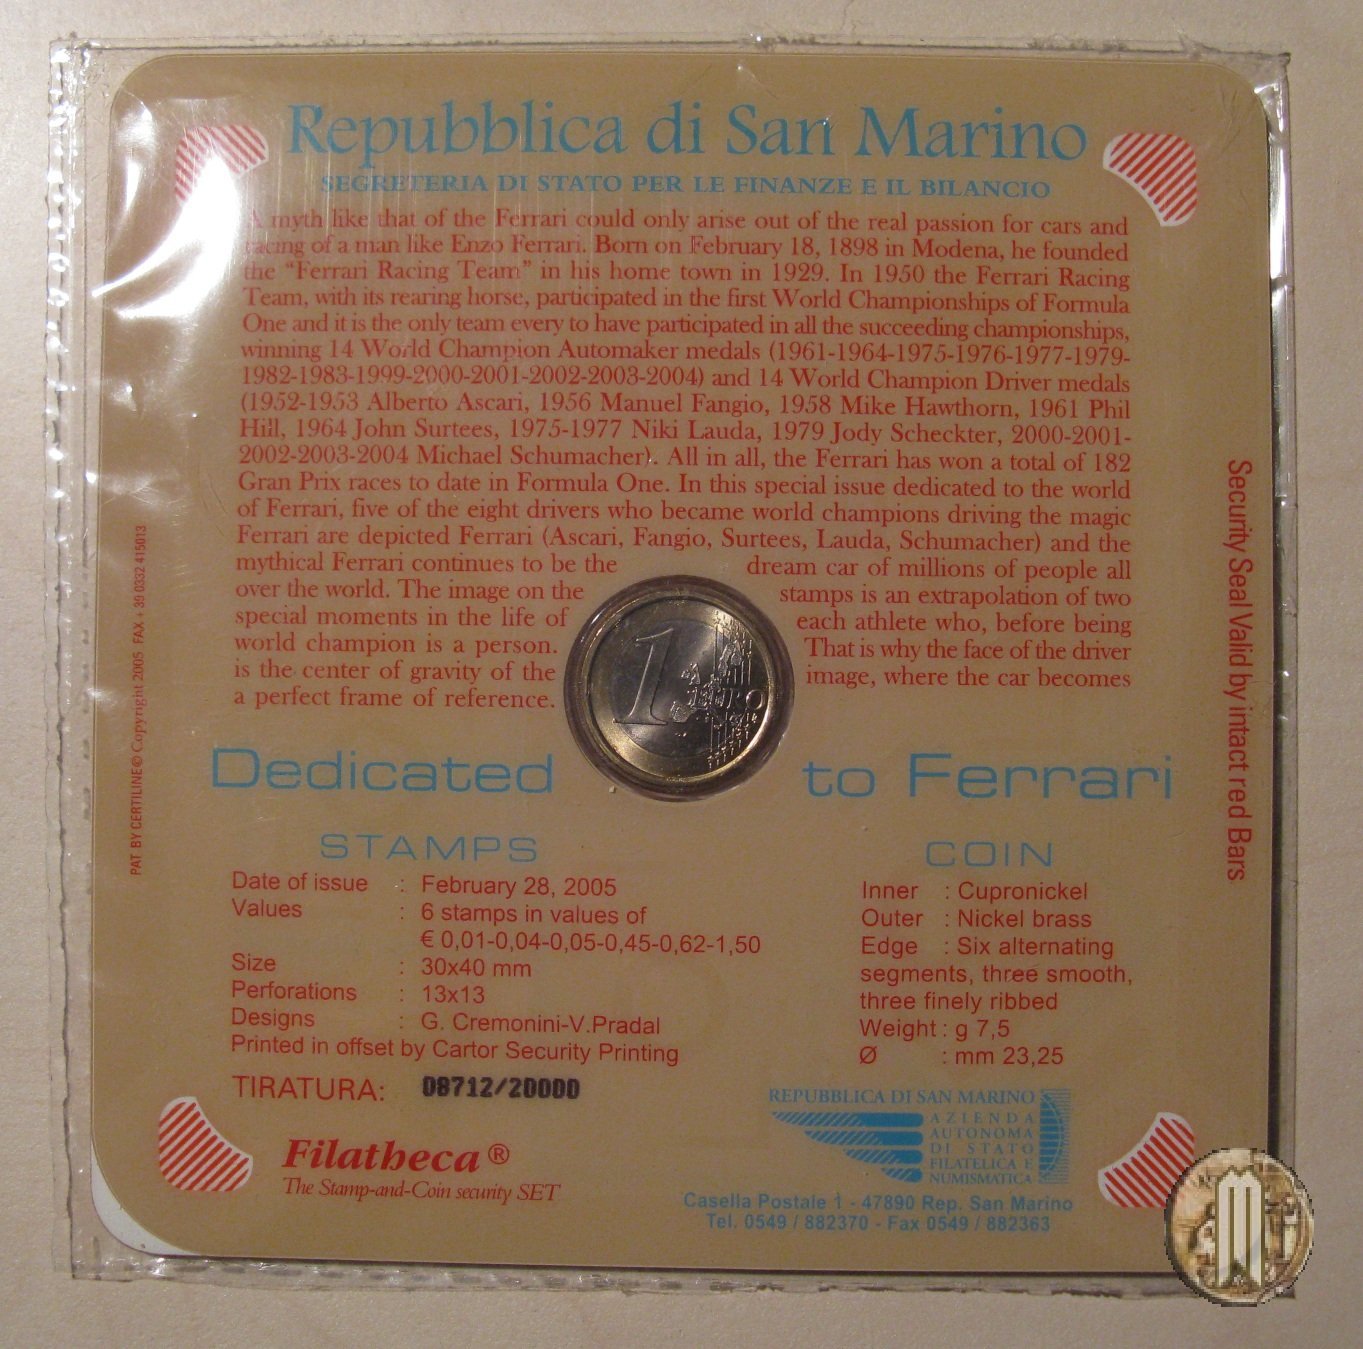 Repubblica di San Marino
SEGRETERIA DI STATO PER LE FINANZE E IL BILANCIO
A myth like that of the Ferrari could only arise out of the real passion for cars and
racing of a man like Enzo Ferrari. Born on February 18, 1898 in Modena, he founded
the “Ferrari Racing Team” in his home town in 1929. In 1950 the Ferrari Racing
Team, with its rearing horse, participated in the first World Championships of Formula
One and it is the only team every to have participated in all the succeeding championships,
winning 14 World Champion Automaker medals (1961-1964-1975-1976-1977-1979-
1982-1983-1999-2000-2001-2002-2003-2004) and 14 World Champion Driver medals
(1952-1953 Alberto Ascari, 1956 Manuel Fangio, 1958 Mike Hawthorn, 1961 Phil
Hill, 1964 John Surtees, 1975-1977 Niki Lauda, 1979 Jody Scheckter, 2000-2001-
2002-2003-2004 Michael Schumacher). All in all, the Ferrari has won a total of 182
Gran Prix races to date in Formula One. In this special issue dedicated to the world
of Ferrari, five of the eight drivers who became world champions driving the magic
Ferrari are depicted Ferrari (Ascari, Fangio, Surtees, Lauda, Schumacher) and the
mythical Ferrari continues to be the dream car of millions of people all
over the world. The image on the stamps is an extrapolation of two
special moments in the life of each athlete who, before being
world champion is a person. That is why the face of the driver
is the center of gravity of the image, where the car becomes
a perfect frame of reference.
1 EURO
Dedicated to Ferrari
STAMPS
Date of issue : February 28, 2005
Values : 6 stamps in values of
€ 0,01-0,04-0,05-0,45-0,62-1,50
Size : 30x40 mm
Perforations : 13x13
Designs : G. Cremonini-V.Pradal
Printed in offset by Cartor Security Printing
TIRATURA: 08712/20000
COIN
Inner : Cupronickel
Outer : Nickel brass
Edge : Six alternating
segments, three smooth,
three finely ribbed
Weight : g 7,5
Ø : mm 23,25
Filatheca ®
The Stamp-and-Coin security SET
REPUBBLICA DI SAN MARINO
AZIENDA
AUTONOMA
DI STATO
FILATELICA E
NUMISMATICA
Casella Postale 1 - 47890 Rep. San Marino
Tel. 0549 / 882370 - Fax 0549 / 882363
PAT BY CERTILINE© Copyright 2005 FAX + 39 0332 415013
Security Seal Valid by intact red Bars
M